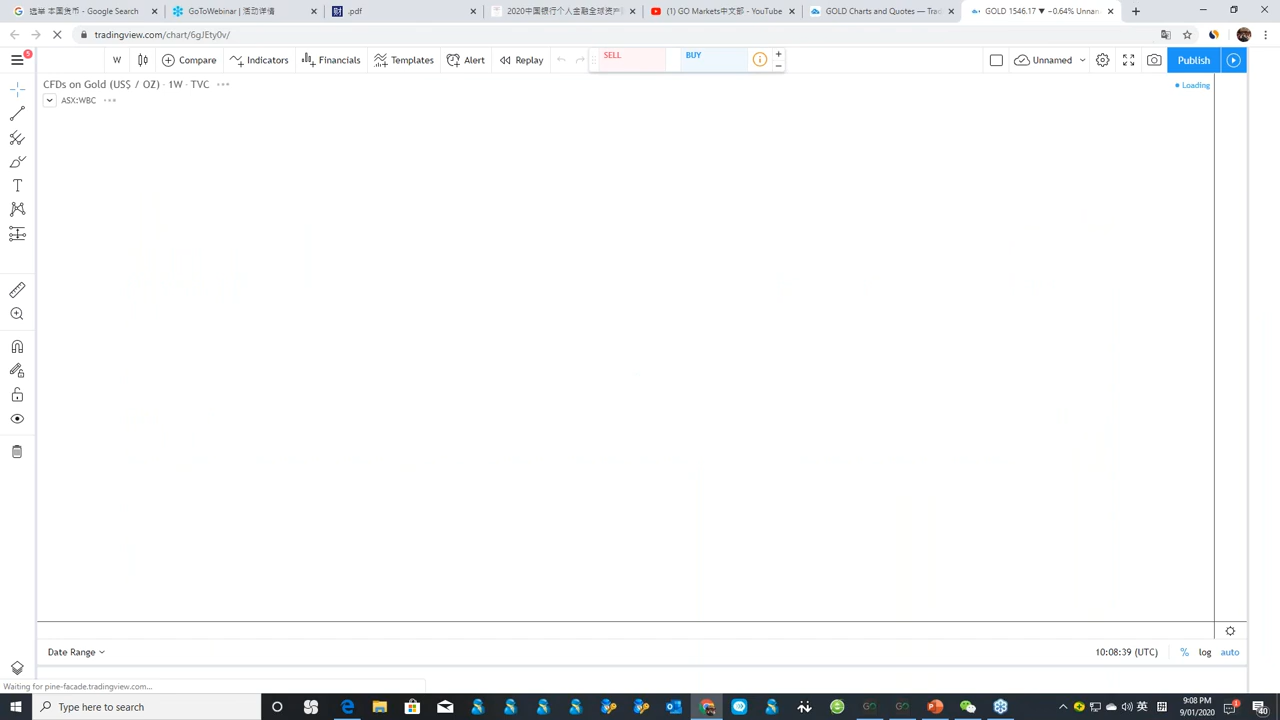 选举 本国货币 - Google Search
GoToWebinar | 活动详情
.pdf
2020中国银行个人金融全球资产
(1) GO Markets中文部 - YouTube
GOLD Charts and Quotes — Trad
GOLD 1546.17 ▼ −0.64% Unnam
tradingview.com/chart/6gJEty0v/
5
W
Compare
Indicators
Financials
Templates
Alert
Replay
SELL
BUY
Unnamed
Publish
CFDs on Gold (US$ / OZ) · 1W · TVC
Loading
ASX:WBC
Date Range
10:08:39 (UTC)
%
log
auto
Waiting for pine-facade.tradingview.com...
Type here to search
英
9:08 PM
9/01/2020
40